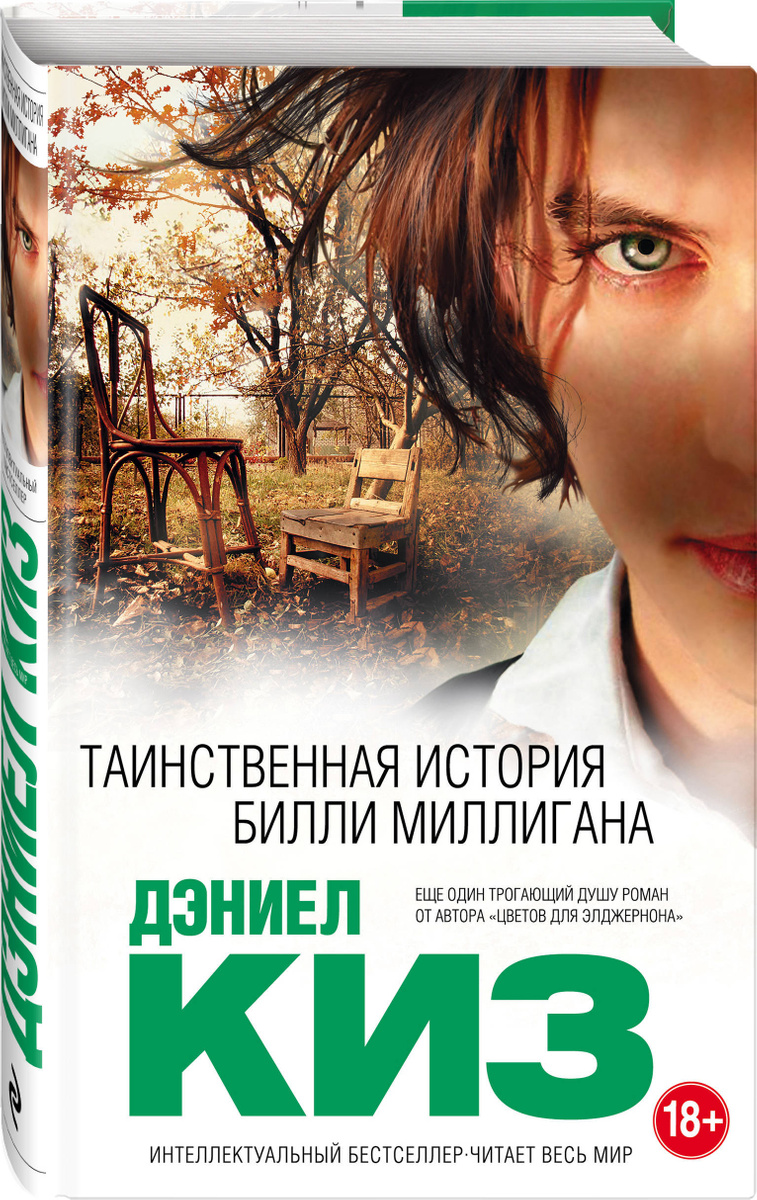 ТАИНСТВЕННАЯ ИСТОРИЯ
БИЛЛИ МИЛЛИГАНА
ДЭНИЕЛ
КИЗ
ЕЩЕ ОДИН ТРОГАЮЩИЙ ДУШУ РОМАН
ОТ АВТОРА «ЦВЕТОВ ДЛЯ ЭЛДЖЕРНОНА»
18+
ИНТЕЛЛЕКТУАЛЬНЫЙ БЕСТСЕЛЛЕР·ЧИТАЕТ ВЕСЬ МИР
ДЭНИЕЛ КИЗ